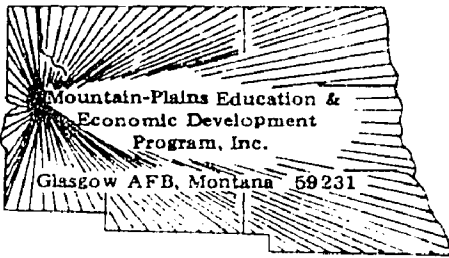 Mountain-Plains Education &
Economic Development
Program, Inc.
Glasgow AFB, Montana 59231